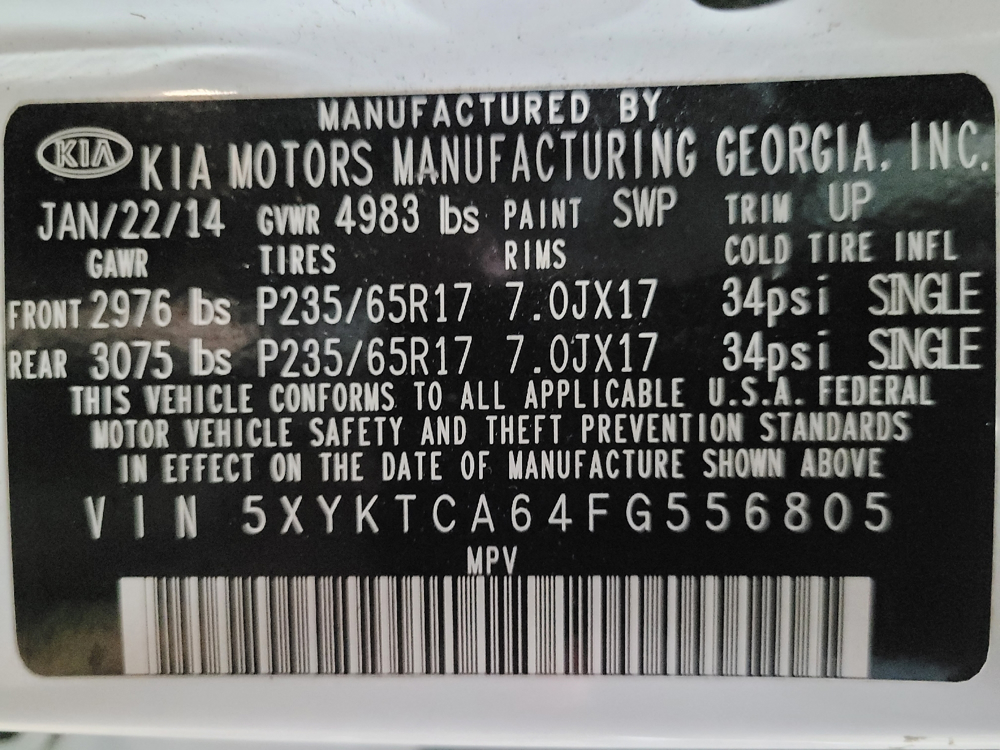 MANUFACTURED BY
KIA KIA MOTORS MANUFACTURING GEORGIA, INC.
JAN/22/14 GVWR 4983 lbs PAINT SWP TRIM UP
GAWR TIRES RIMS COLD TIRE INFL
FRONT 2976 lbs P235/65R17 7.0JX17 34psi SINGLE
REAR 3075 lbs P235/65R17 7.0JX17 34psi SINGLE
THIS VEHICLE CONFORMS TO ALL APPLICABLE U.S.A. FEDERAL
MOTOR VEHICLE SAFETY AND THEFT PREVENTION STANDARDS
IN EFFECT ON THE DATE OF MANUFACTURE SHOWN ABOVE
VIN 5XYKTCA64FG556805
MPV